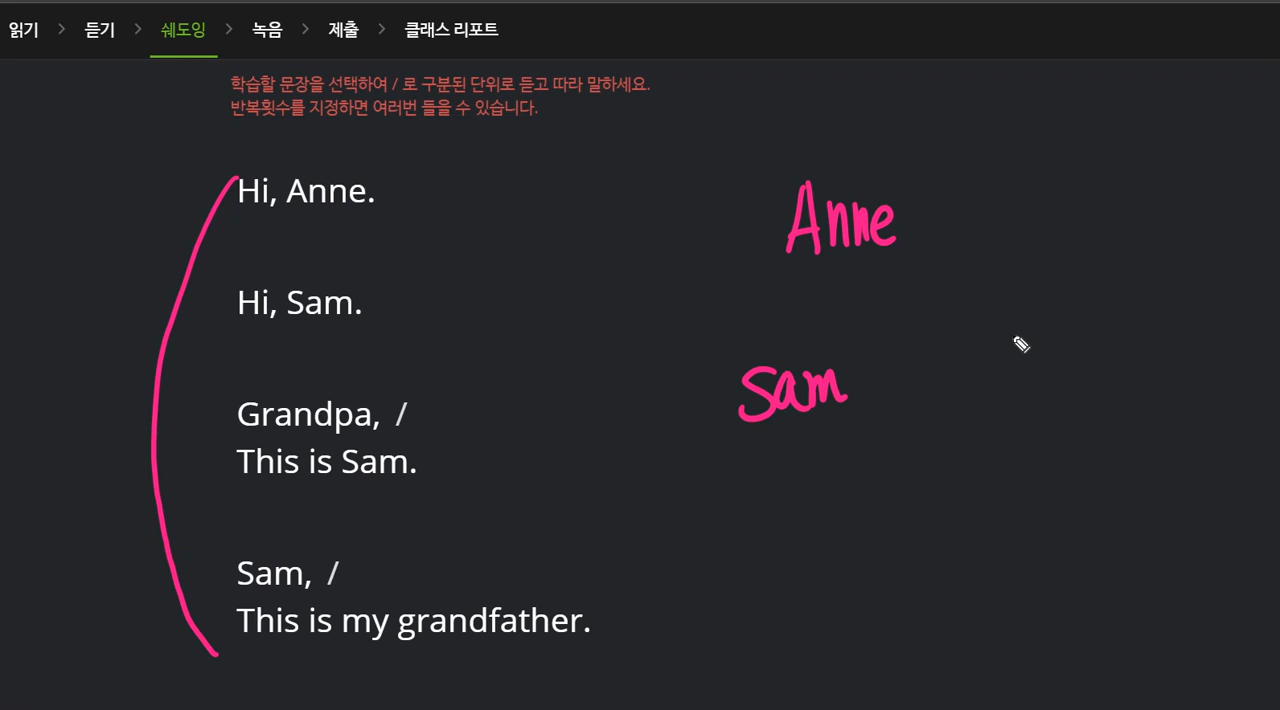 읽기 > 듣기 > 쉐도잉 > 녹음 > 제출 > 클래스 리포트
학습할 문장을 선택하여 / 로 구분된 단위로 듣고 따라 말하세요.
반복횟수를 지정하면 여러번 들을 수 있습니다.
Hi, Anne.
Anne
Hi, Sam.
Sam
Grandpa, /
This is Sam.
Sam, /
This is my grandfather.